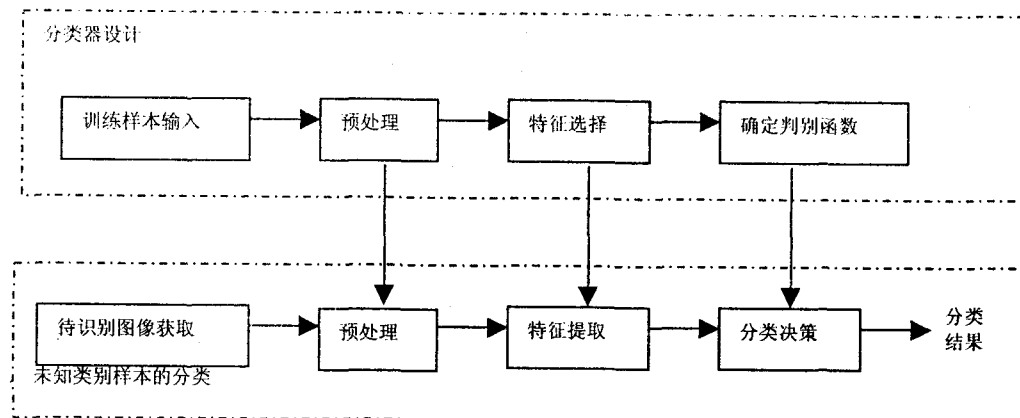 分类器设计
训练样本输入
预处理
特征选择
确定判别函数
待识别图像获取
预处理
特征提取
分类决策
分类
结果
未知类别样本的分类